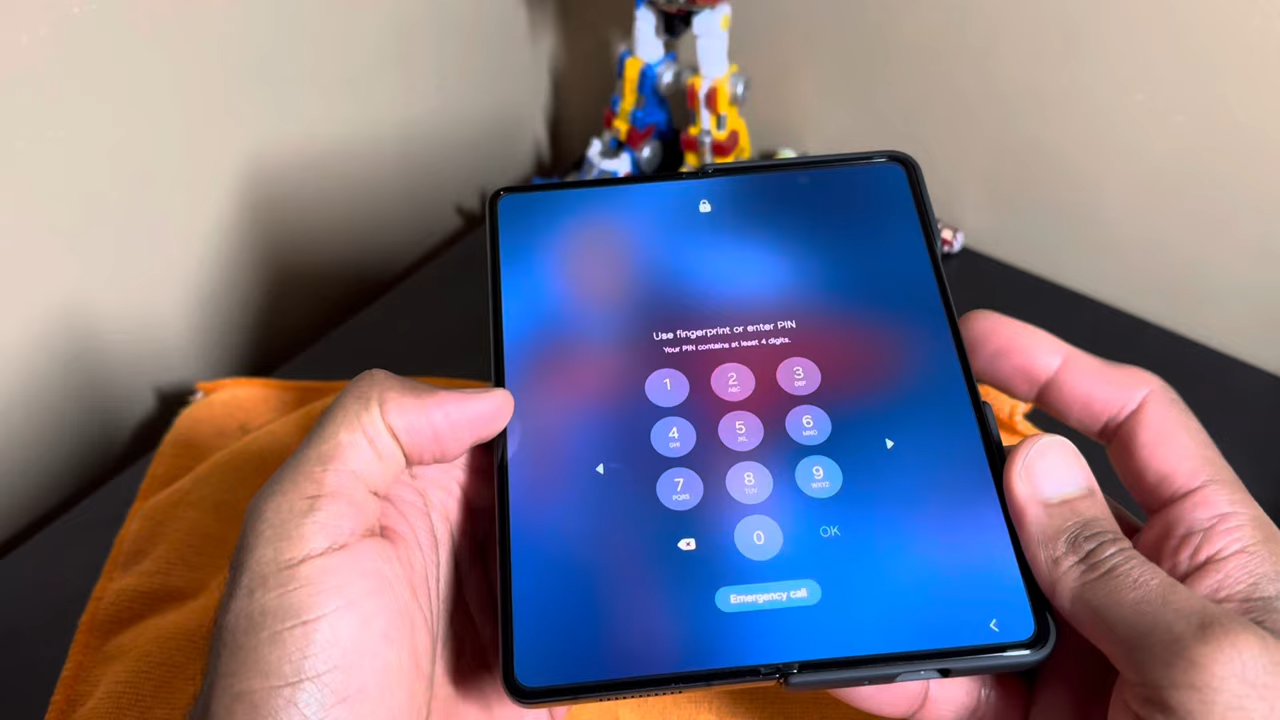 Use fingerprint or enter PIN
Your PIN contains at least 4 digits.
1
2
ABC
3
DEF
4
GHI
5
JKL
6
MNO
7
PQRS
8
TUV
9
WXYZ
0
OK
Emergency call